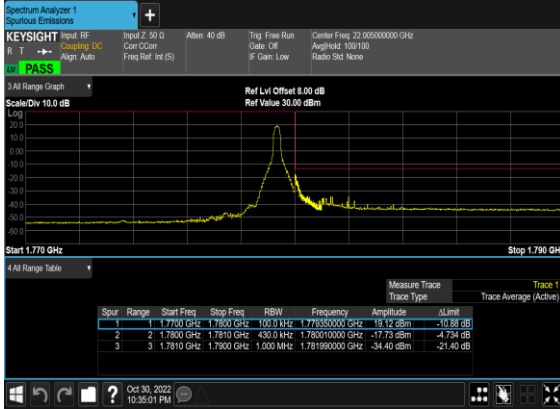 Spectrum Analyzer 1
Spurious Emissions
+
KEYSIGHT Input: RF Input Z: 50 Ω Atten: 40 dB Trig: Free Run Center Freq: 22.005000000 GHz
R T Coupling: DC Corr CCorr Gate: Off Avg|Hold: 100/100
Align: Auto Freq Ref: Int (S) IF Gain: Low Radio Std: None
PASS
3 All Range Graph
Ref Lvl Offset 8.00 dB
Scale/Div 10.0 dB Ref Value 30.00 dBm
Log
20.0
10.0
0.00
-10.0
-20.0
-30.0
-40.0
-50.0
-60.0
Start 1.770 GHz Stop 1.790 GH
4 All Range Table
Measure Trace Trace 1
Trace Type Trace Average (Active)
Spur Range Start Freq Stop Freq RBW Frequency Amplitude ΔLimit
1 1 1.7700 GHz 1.7800 GHz 100.0 kHz 1.779350000 GHz 19.12 dBm -10.88 dB
2 2 1.7800 GHz 1.7810 GHz 430.0 kHz 1.780010000 GHz -17.73 dBm -4.734 dB
3 3 1.7810 GHz 1.7900 GHz 1.000 MHz 1.781990000 GHz -34.40 dBm -21.40 dB
?
Oct 30, 2022
10:35:01 PM